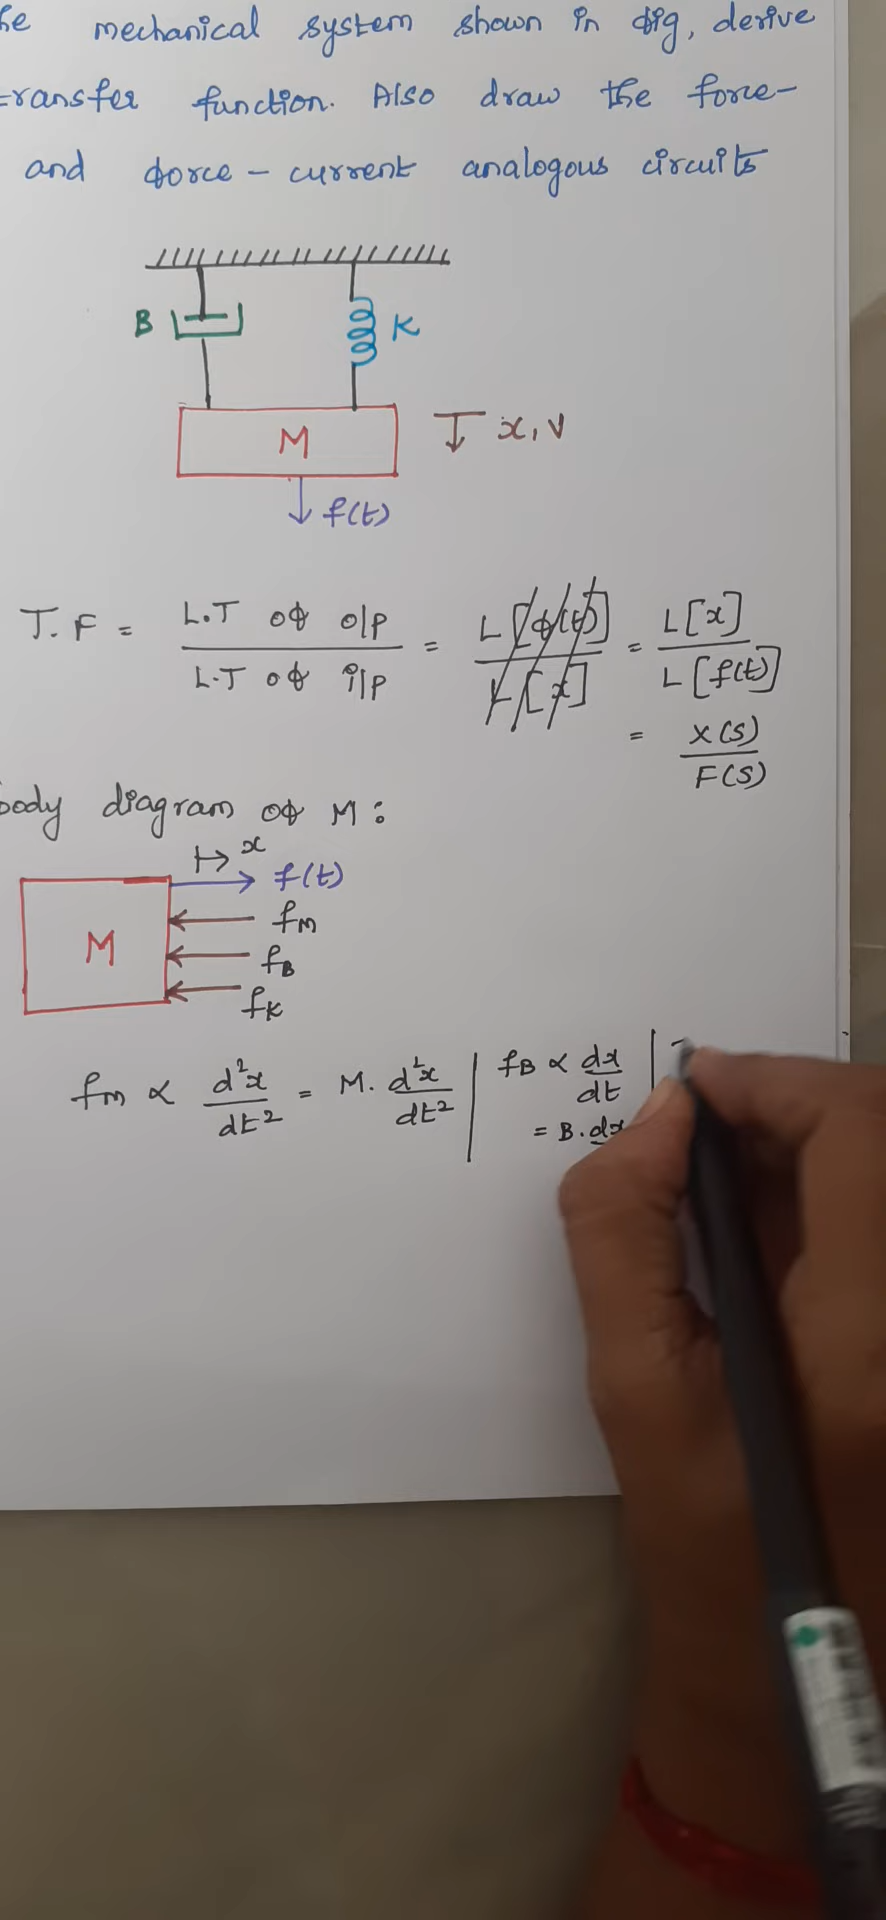 mechanical system shown in fig, derive
function. Also draw the force-
and force - current analogous circuits
B
K
M
x, v
f(t)
T.F = L.T of o/p / L.T of i/p = L[f(t)] / L[x] = L[x] / L[f(t)]
= X(s) / F(s)
body diagram of M:
x
f(t)
M
fM
fB
fK
fM ∝ d²x/dt² = M. d²x/dt² | fB ∝ dx/dt |
= B. dx